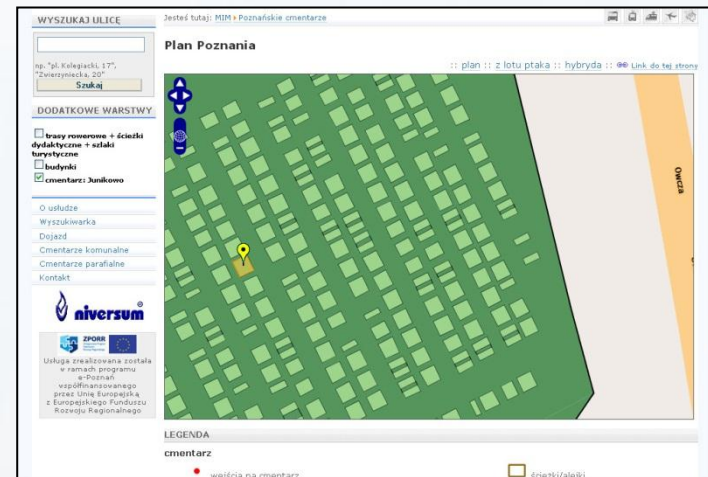 WYSZUKAJ ULICĘ
np. "pl. Kolegiacki, 17",
"Zwierzyniecka, 20"
Szukaj
DODATKOWE WARSTWY
trasy rowerowe + ścieżki
dydaktyczne + szlaki
turystyczne
budynki
cmentarz: Junikowo
O usłudze
Wyszukiwarka
Dojazd
Cmentarze komunalne
Cmentarze parafialne
Kontakt
niversum®
ZPORR
Usługa zrealizowana została
w ramach programu
e-Poznań
współfinansowanego
przez Unię Europejską
z Europejskiego Funduszu
Rozwoju Regionalnego
Jesteś tutaj: MIM Poznańskie cmentarze
Plan Poznania
:: plan :: z lotu ptaka :: hybryda :: Link do tej strony
Owcza
LEGENDA
cmentarz
wejścia na cmentarz
ścieżki/alejki